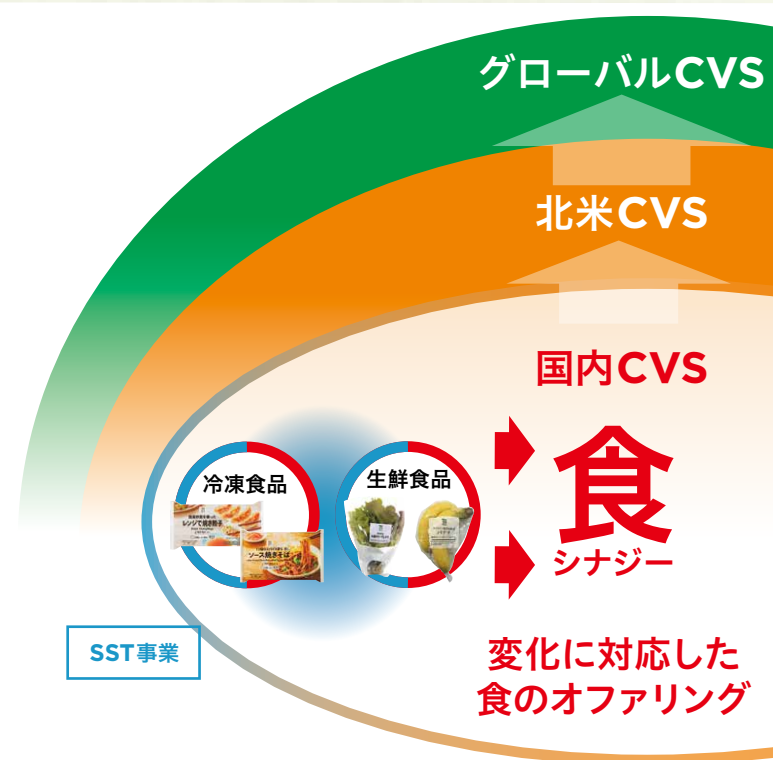 グローバルCVS
北米CVS
国内CVS
冷凍食品
生鮮食品
レンジで焼き餃子
ソース焼きそば
食
シナジー
SST事業
変化に対応した
食のオファリング